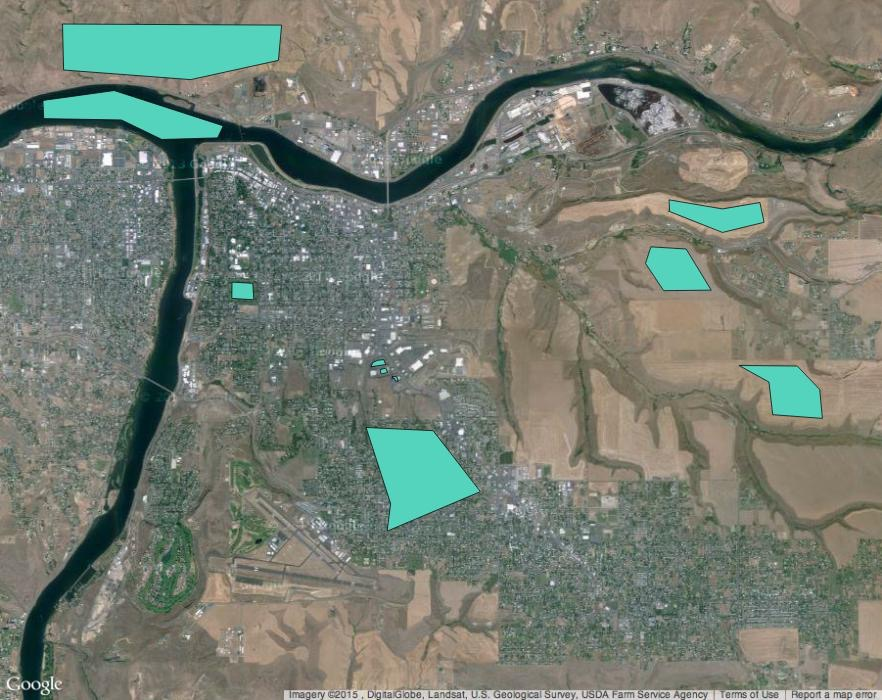 Google
Imagery ©2015 , DigitalGlobe, Landsat, U.S. Geological Survey, USDA Farm Service Agency | Terms of Use | Report a map error